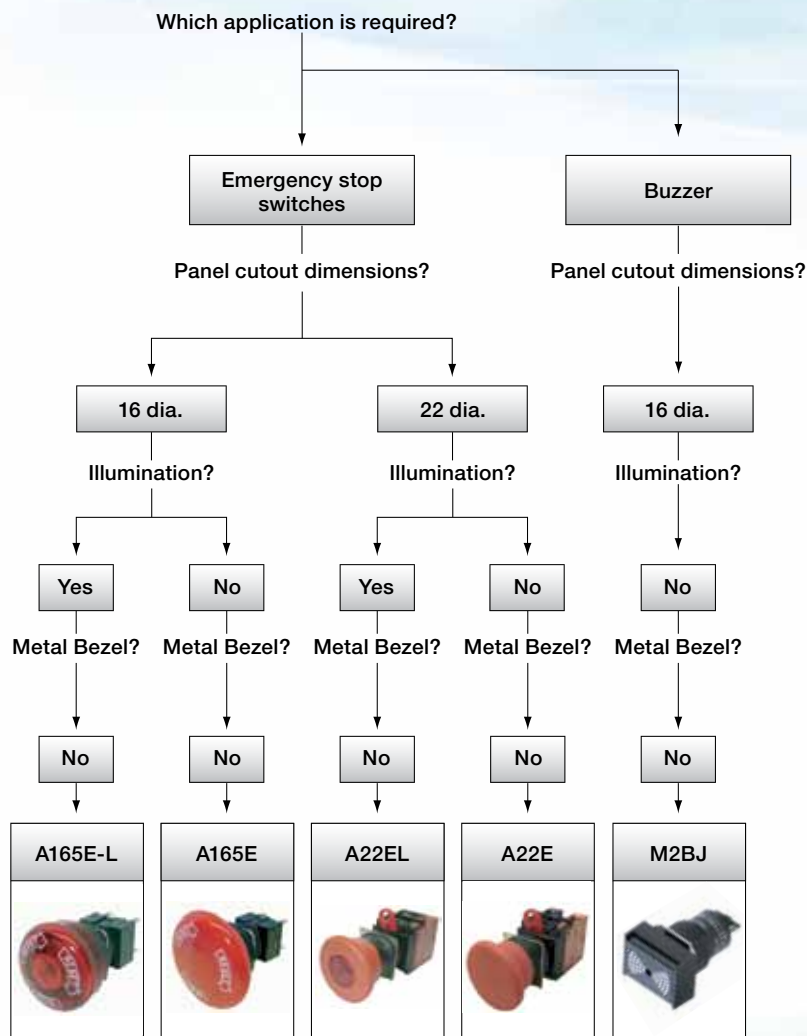 Which application is required?
Emergency stop
switches
Buzzer
Panel cutout dimensions?
Panel cutout dimensions?
16 dia.
22 dia.
16 dia.
Illumination?
Illumination?
Illumination?
Yes
No
Yes
No
No
Metal Bezel?
Metal Bezel?
Metal Bezel?
Metal Bezel?
Metal Bezel?
No
No
No
No
No
A165E-L
A165E
A22EL
A22E
M2BJ